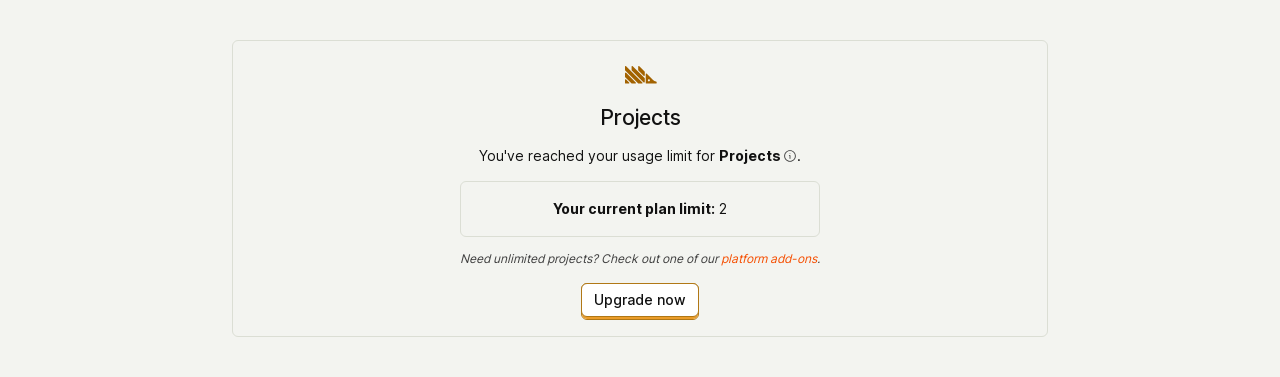 Projects
You've reached your usage limit for Projects.
Your current plan limit: 2
Need unlimited projects? Check out one of our platform add-ons.
Upgrade now